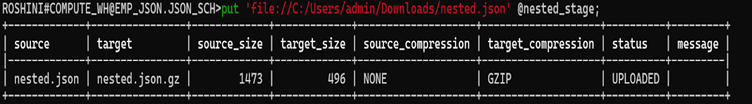 ROSHINI#COMPUTE_WH@EMP_JSON.JSON_SCH>put 'file://C:/Users/admin/Downloads/nested.json' @nested_stage;
| source | target | source_size | target_size | source_compression | target_compression | status | message |
| nested.json | nested.json.gz | 1473 | 496 | NONE | GZIP | UPLOADED | |